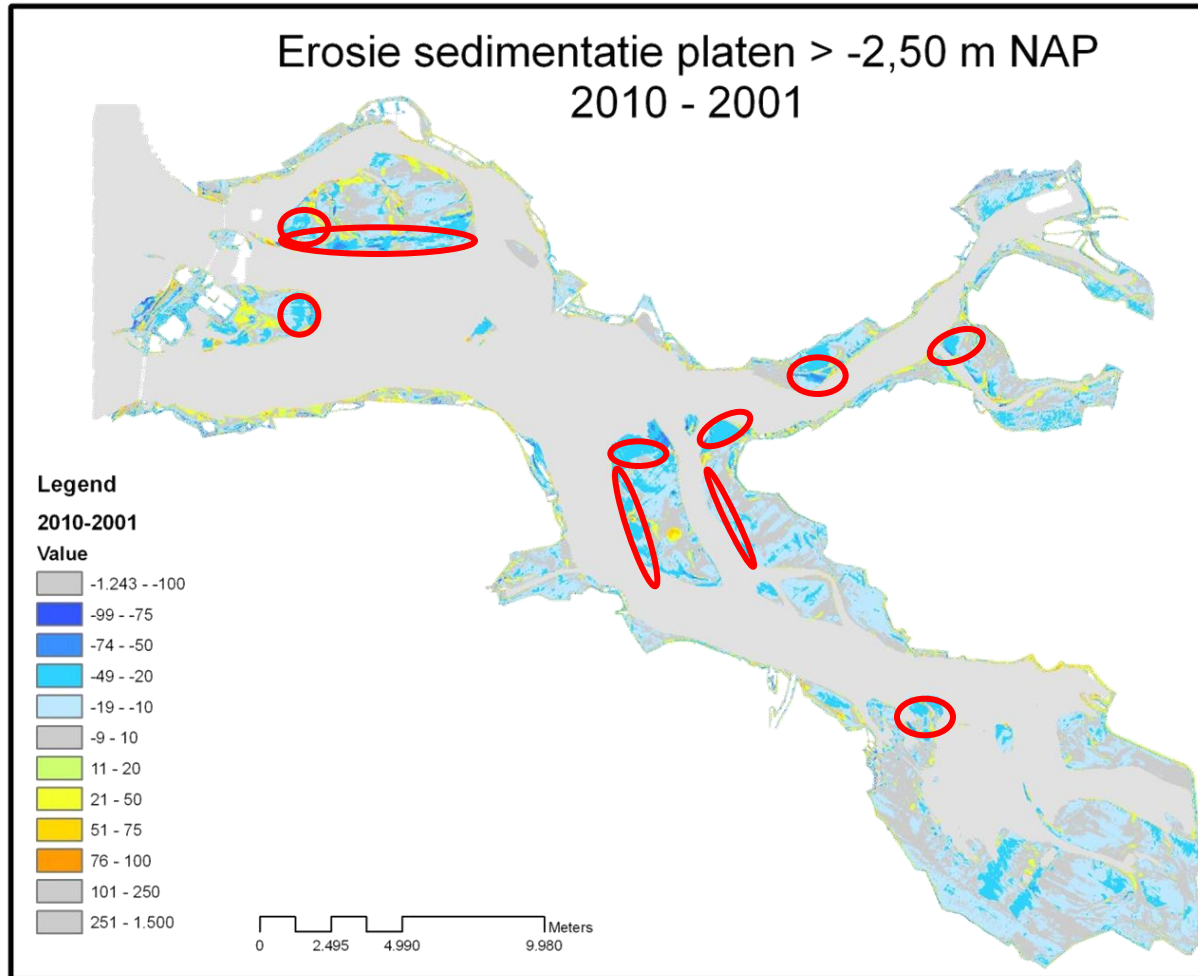 Erosie sedimentatie platen > -2,50 m NAP
2010 - 2001
Legend
2010-2001
Value
-1.243 - -100
-99 - -75
-74 - -50
-49 - -20
-19 - -10
-9 - 10
11 - 20
21 - 50
51 - 75
76 - 100
101 - 250
251 - 1.500
Meters
0 2.495 4.990 9.980